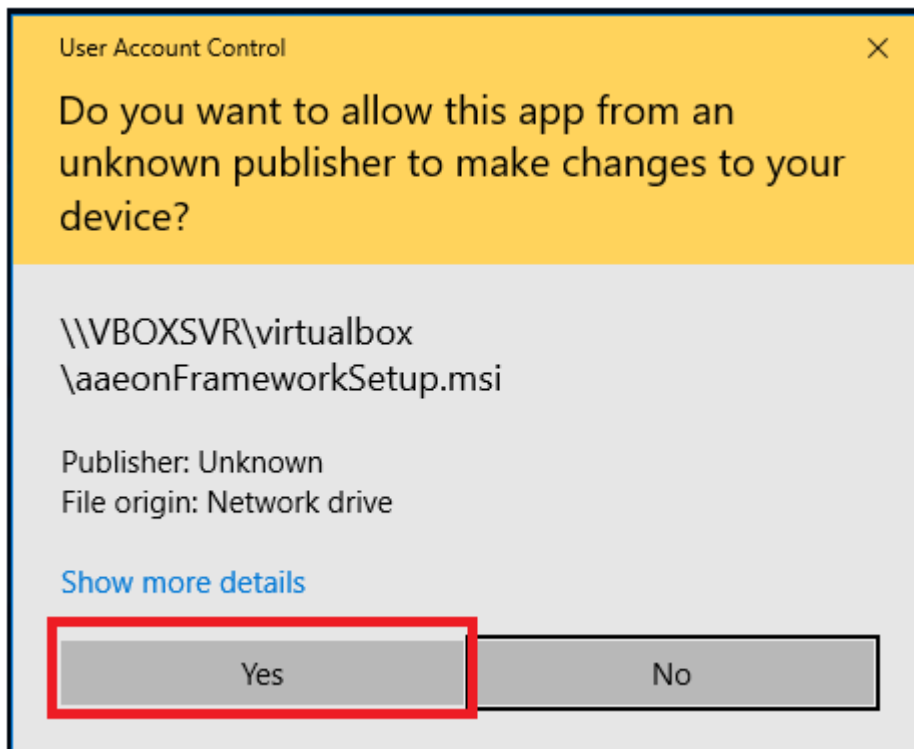 User Account Control
Do you want to allow this app from an
unknown publisher to make changes to your
device?
\\VBOXSVR\virtualbox
\aaeonFrameworkSetup.msi
Publisher: Unknown
File origin: Network drive
Show more details
Yes
No